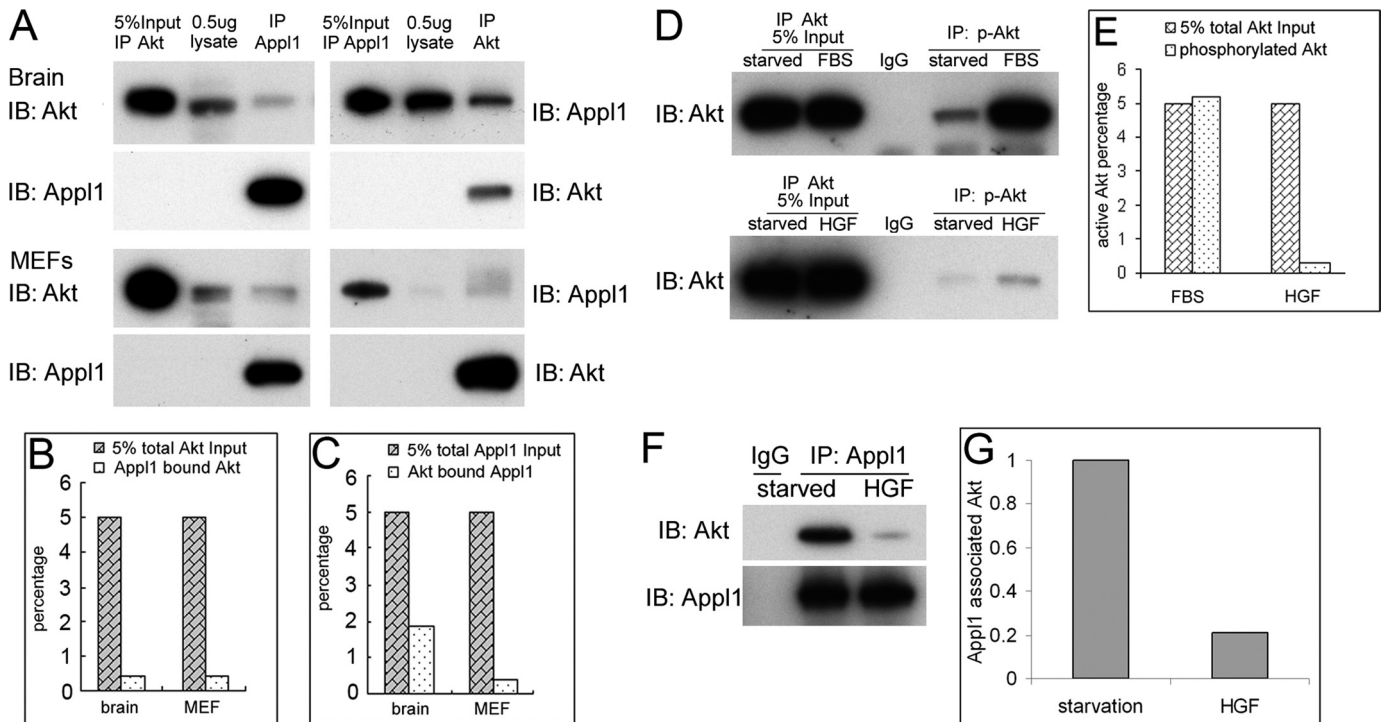 A
5%Input IP Akt
0.5ug lysate
IP Appl1
5%Input IP Appl1
0.5ug lysate
IP Akt
Brain
IB: Akt
IB: Appl1
IB: Appl1
IB: Akt
MEFs
IB: Akt
IB: Appl1
IB: Appl1
IB: Akt
B
5% total Akt Input
Appl1 bound Akt
6
5
4
3
2
1
0
percentage
brain
MEF
C
5% total Appl1 Input
Akt bound Appl1
6
5
4
3
2
1
0
percentage
brain
MEF
D
IP Akt
5% Input
starved
FBS
IgG
IP: p-Akt
starved
FBS
IB: Akt
IP Akt
5% Input
starved
HGF
IgG
IP: p-Akt
starved
HGF
IB: Akt
E
5% total Akt Input
phosphorylated Akt
6
5
4
3
2
1
0
active Akt percentage
FBS
HGF
F
IgG
IP: Appl1
starved
HGF
IB: Akt
IB: Appl1
G
1
0.8
0.6
0.4
0.2
0
Appl1 associated Akt
starvation
HGF